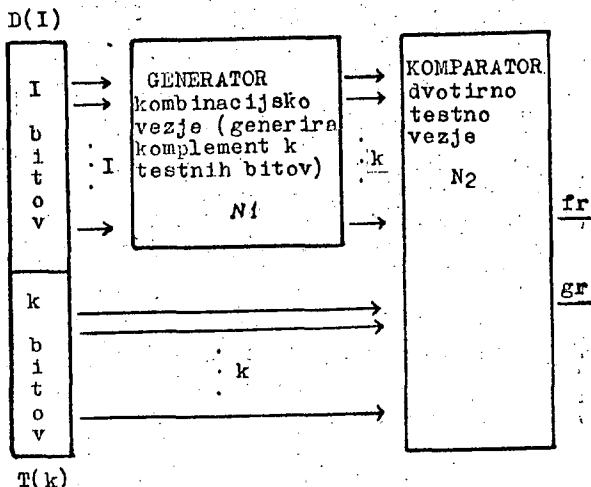 D(I)
I
b
i
t
o
v
I
GENERATOR
kombinacijsko
vezje (generira
komplement k
testnih bitov)
N1
k
KOMPARATOR
dvotirno
testno
vezje
N2
fr
gr
k
b
i
t
o
v
k
T(k)